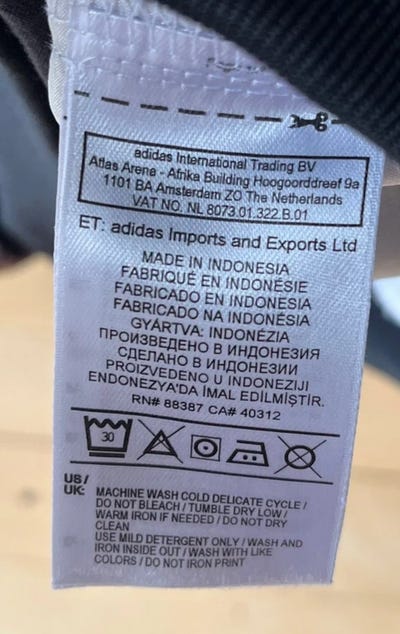 adidas International Trading BV
Atlas Arena - Afrika Building Hoogoorddreef 9a
1101 BA Amsterdam ZO The Netherlands
VAT NO. NL 8073.01.322.B.01
ET: adidas Imports and Exports Ltd
MADE IN INDONESIA
FABRIQUÉ EN INDONÉSIE
FABRICADO EN INDONESIA
FABRICADO NA INDONÉSIA
GYÁRTVA: INDONÉZIA
ПРОИЗВЕДЕНО В ИНДОНЕЗИЯ
СДЕЛАНО В ИНДОНЕЗИИ
PROIZVEDENO U INDONEZIJI
ENDONEZYA'DA İMAL EDİLMİŞTİR.
RN# 88387 CA# 40312
30
US/
UK: MACHINE WASH COLD DELICATE CYCLE /
DO NOT BLEACH / TUMBLE DRY LOW /
WARM IRON IF NEEDED / DO NOT DRY
CLEAN
USE MILD DETERGENT ONLY / WASH AND
IRON INSIDE OUT / WASH WITH LIKE
COLORS / DO NOT IRON PRINT